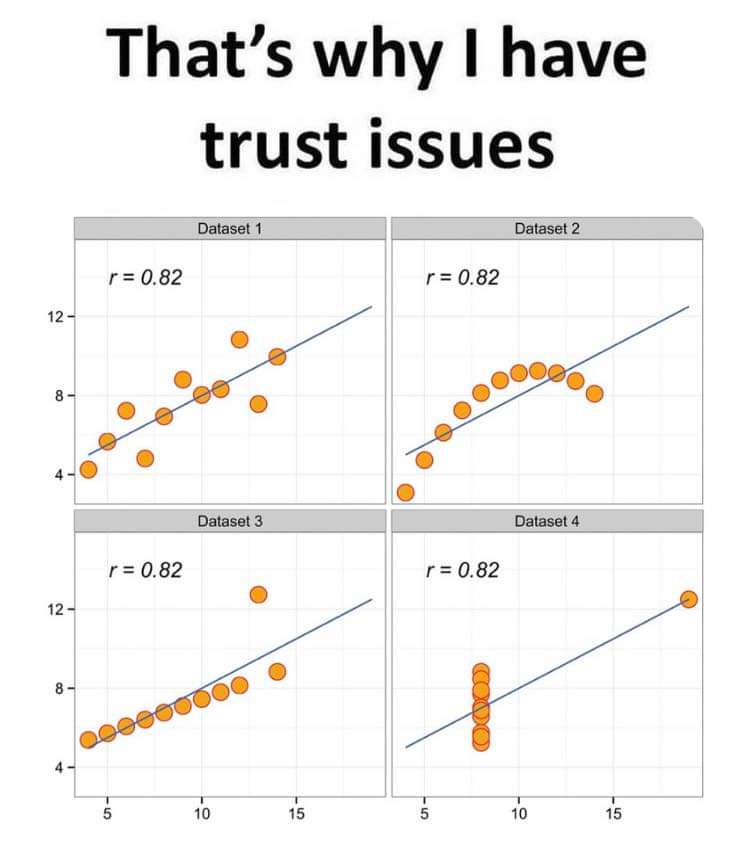 That’s why I have
trust issues
Dataset 1
Dataset 2
r = 0.82
r = 0.82
12
8
4
Dataset 3
Dataset 4
r = 0.82
r = 0.82
12
8
4
5 10 15
5 10 15